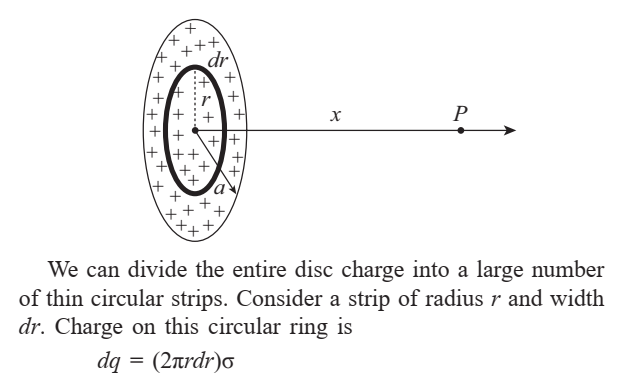 dr
r
x
P
a
We can divide the entire disc charge into a large number
of thin circular strips. Consider a strip of radius r and width
dr. Charge on this circular ring is
dq = (2πrdr)σ